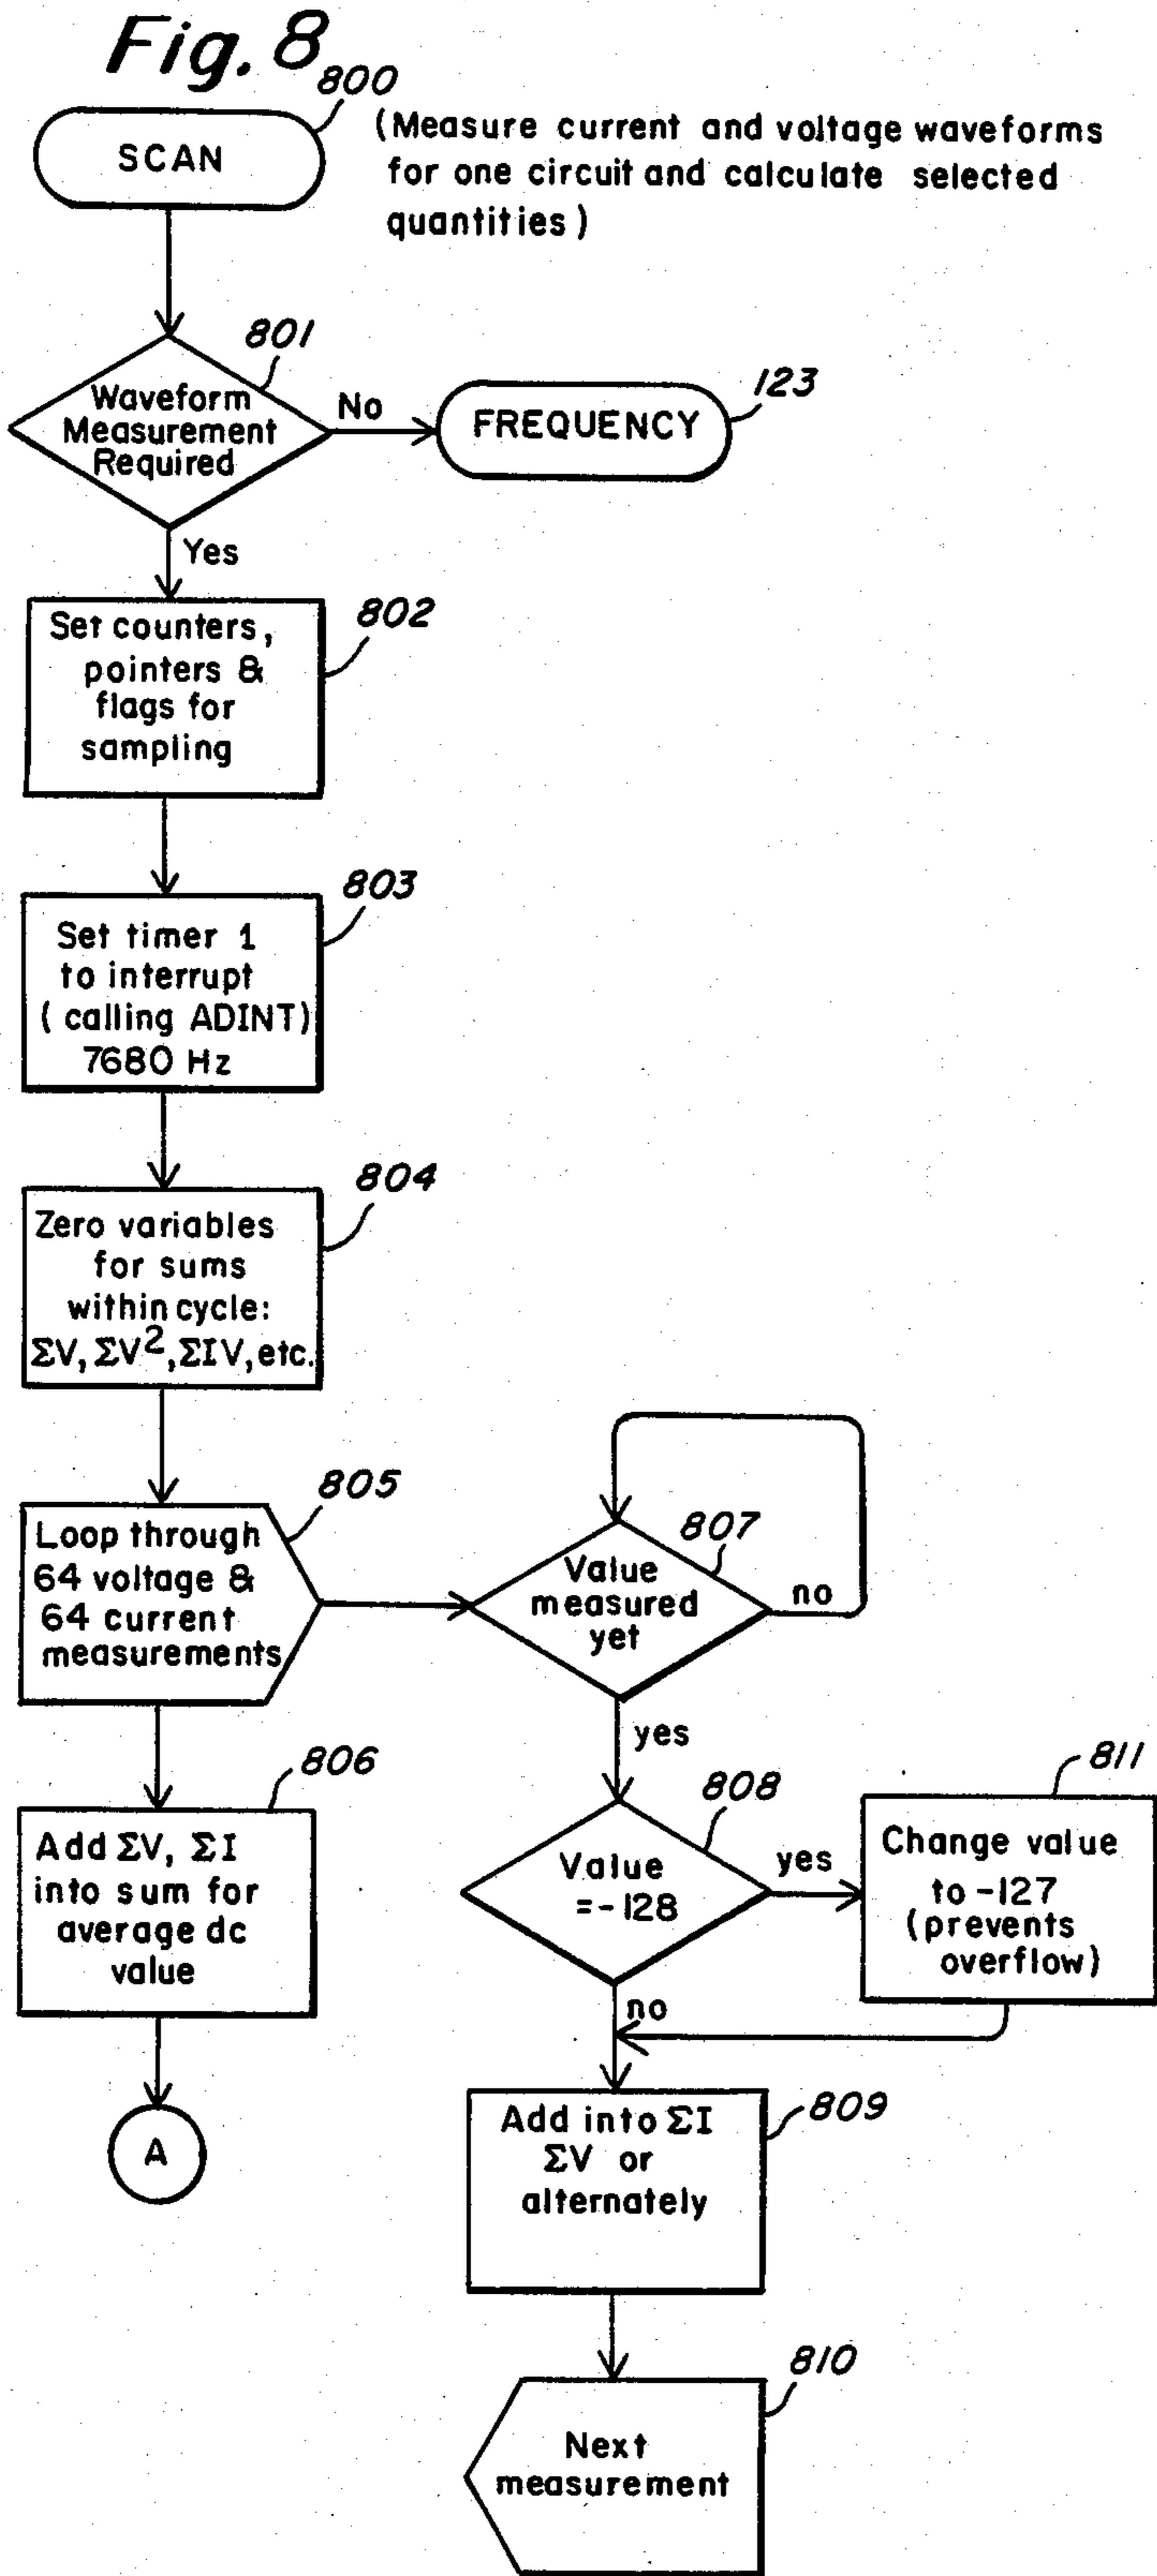 Fig. 8
800
SCAN
(Measure current and voltage waveforms
for one circuit and calculate selected
quantities)
801
Waveform
Measurement
Required
No
123
FREQUENCY
Yes
802
Set counters,
pointers &
flags for
sampling
803
Set timer 1
to interrupt
(calling ADINT)
7680 Hz
804
Zero variables
for sums
within cycle:
ΣV, ΣV², ΣIV, etc.
805
Loop through
64 voltage &
64 current
measurements
807
Value
measured
yet
no
yes
806
Add ΣV, ΣI
into sum for
average dc
value
A
808
Value
=-128
yes
no
811
Change value
to -127
(prevents
overflow)
809
Add into ΣI
ΣV or
alternately
810
Next
measurement